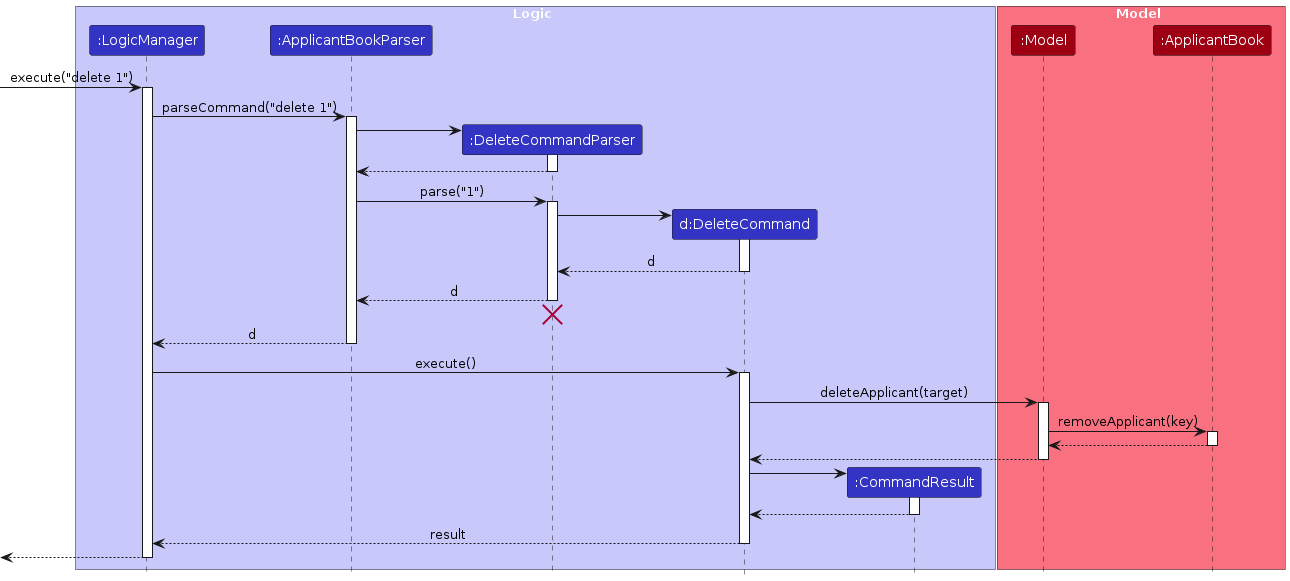 Logic
Model
:LogicManager
:ApplicantBookParser
:Model
:ApplicantBook
execute("delete 1")
parseCommand("delete 1")
:DeleteCommandParser
parse("1")
d:DeleteCommand
d
d
d
execute()
deleteApplicant(target)
removeApplicant(key)
:CommandResult
result